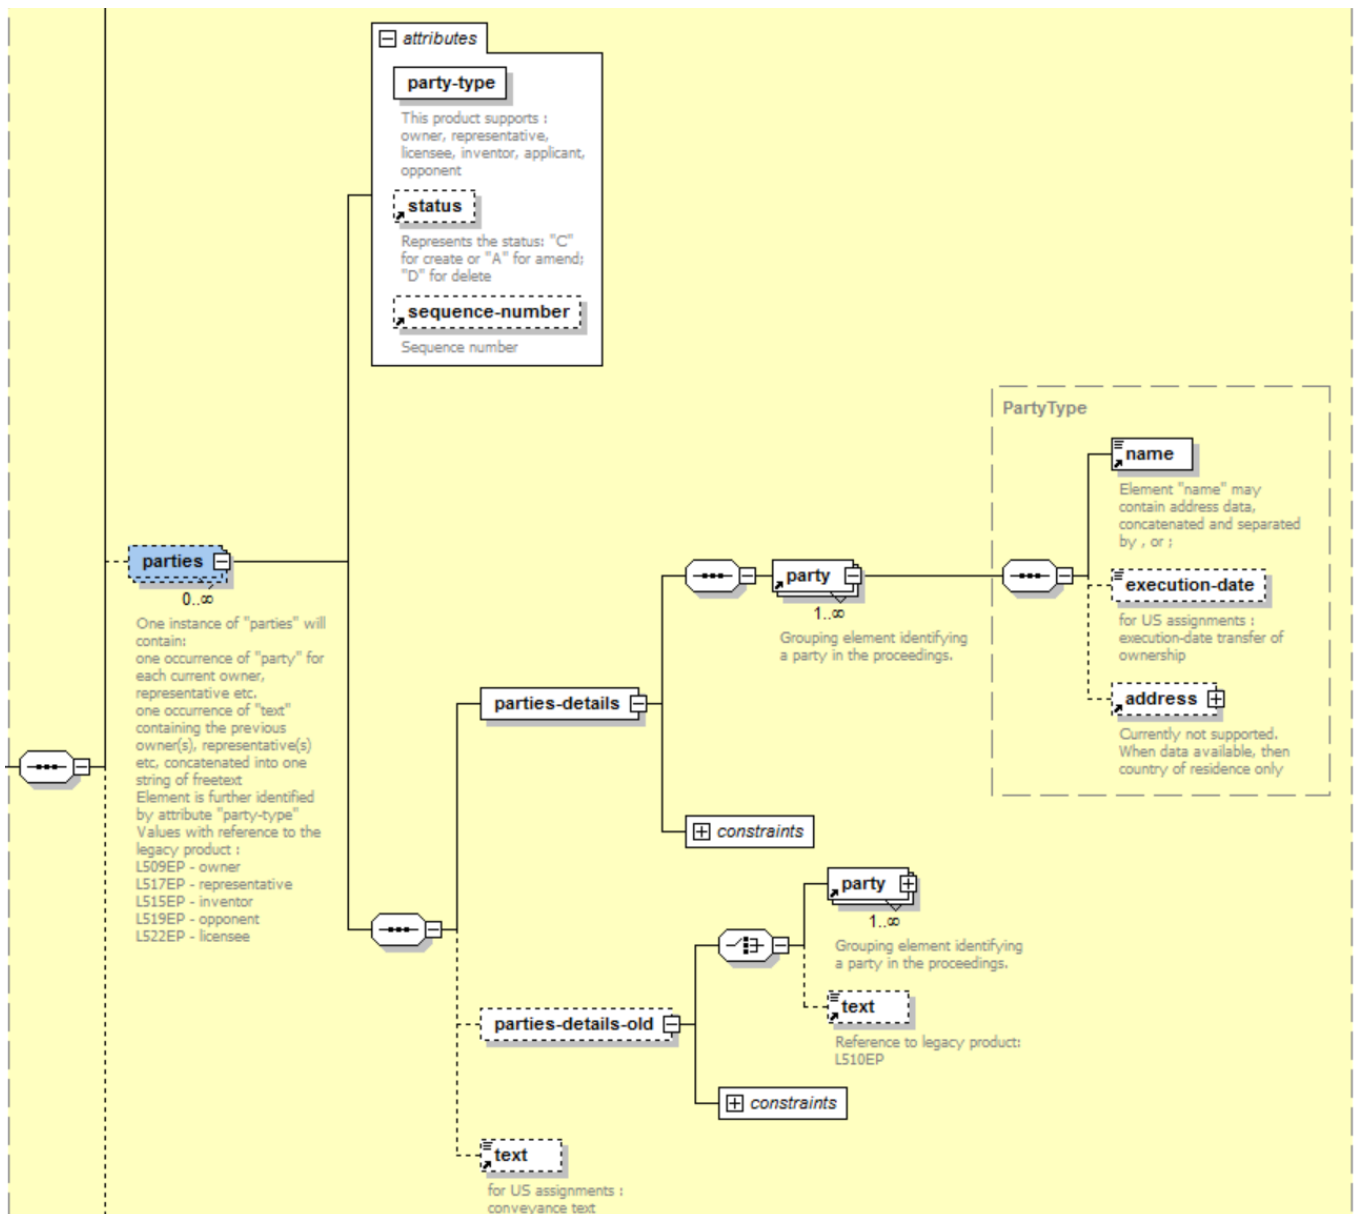 attributes
party-type
This product supports :
owner, representative,
licensee, inventor, applicant,
opponent
status
Represents the status: "C"
for create or "A" for amend;
"D" for delete
sequence-number
Sequence number
PartyType
name
Element "name" may
contain address data,
concatenated and separated
by , or ;
execution-date
for US assignments :
execution-date transfer of
ownership
address
Currently not supported.
When data available, then
country of residence only
parties
0..∞
One instance of "parties" will
contain:
one occurrence of "party" for
each current owner,
representative etc.
one occurrence of "text"
containing the previous
owner(s), representative(s)
etc, concatenated into one
string of freetext
Element is further identified
by attribute "party-type"
Values with reference to the
legacy product :
L509EP - owner
L517EP - representative
L515EP - inventor
L519EP - opponent
L522EP - licensee
party
1..∞
Grouping element identifying
a party in the proceedings.
parties-details
constraints
party
1..∞
Grouping element identifying
a party in the proceedings.
text
Reference to legacy product:
L510EP
parties-details-old
constraints
text
for US assignments :
conveyance text